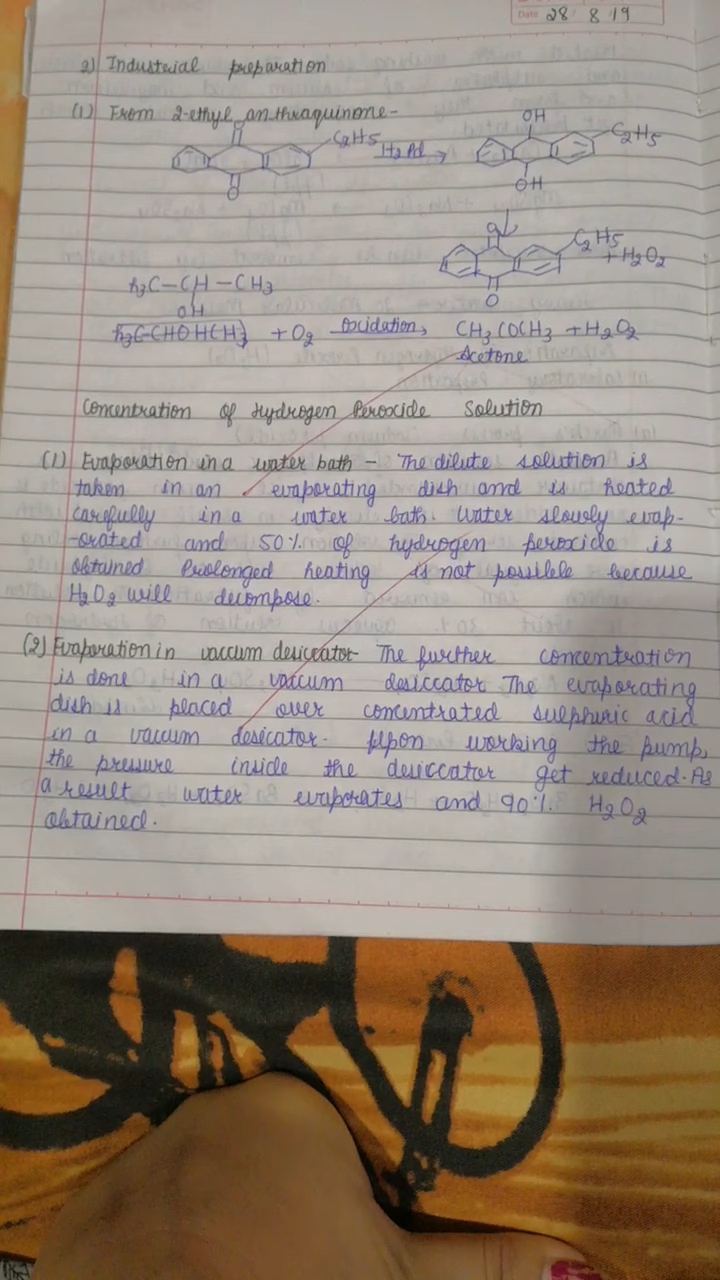 Date 28 8 19
2) Industrial preparation
(1) From 2-ethyl anthraquinone-
O C2H5 H2 Pd → OH C2H5
O OH
O C2H5 + H2O2
O
H3C-CH-CH3
OH
H3C-CHOHCH3 + O2 Oxidation→ CH3COCH3 + H2O2
Acetone
Concentration of Hydrogen Peroxide Solution
(1) Evaporation in a water bath - The dilute solution is
taken in an evaporating dish and is heated
carefully in a water bath. Water slowly evap-
-orated and 50% of hydrogen peroxide is
obtained Prolonged heating is not possible because
H2O2 will decompose.
(2) Evaporation in vaccum desiccator- The further concentration
is done in a vaccum desiccator The evaporating
dish is placed over concentrated sulphuric acid
in a vaccum desicator. Upon working the pump,
the pressure inside the desiccator get reduced. As
a result water evaporates and 90% H2O2
obtained.